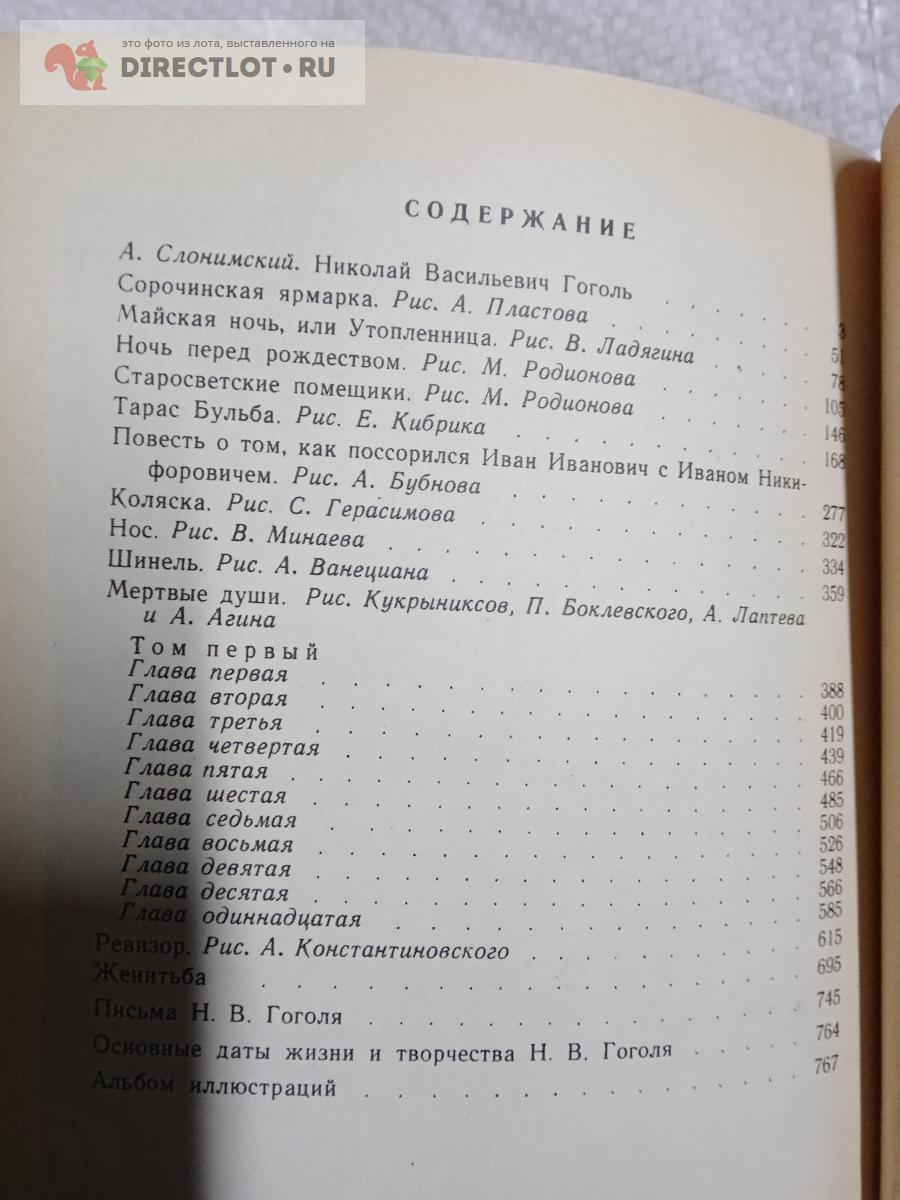 это фото из лота, выставленного на
DIRECTLOT.RU
СОДЕРЖАНИЕ
А. Слонимский. Николай Васильевич Гоголь . . . . . . 3
Сорочинская ярмарка. Рис. А. Пластова . . . . . . . 51
Майская ночь, или Утопленница. Рис. В. Ладягина . . . . 78
Ночь перед рождеством. Рис. М. Родионова . . . . . . 105
Старосветские помещики. Рис. М. Родионова . . . . . . 146
Тарас Бульба. Рис. Е. Кибрика . . . . . . . . . 168
Повесть о том, как поссорился Иван Иванович с Иваном Ники-
форовичем. Рис. А. Бубнова . . . . . . . . . 277
Коляска. Рис. С. Герасимова . . . . . . . . . . 322
Нос. Рис. В. Минаева . . . . . . . . . . . . 334
Шинель. Рис. А. Ванециана . . . . . . . . . . 359
Мертвые души. Рис. Кукрыниксов, П. Боклевского, А. Лаптева
и А. Агина
Том первый
Глава первая . . . . . . . . . . . . 388
Глава вторая . . . . . . . . . . . . 400
Глава третья . . . . . . . . . . . . 419
Глава четвертая . . . . . . . . . . . 439
Глава пятая . . . . . . . . . . . . . 466
Глава шестая . . . . . . . . . . . . 485
Глава седьмая . . . . . . . . . . . . 506
Глава восьмая . . . . . . . . . . . . 526
Глава девятая . . . . . . . . . . . . 548
Глава десятая . . . . . . . . . . . . 566
Глава одиннадцатая . . . . . . . . . . 585
Ревизор. Рис. А. Константиновского . . . . . . . . 615
Женитьба . . . . . . . . . . . . . . 695
Письма Н. В. Гоголя . . . . . . . . . . . . 745
Основные даты жизни и творчества Н. В. Гоголя . . . . 764
Альбом иллюстраций . . . . . . . . . . . . 767